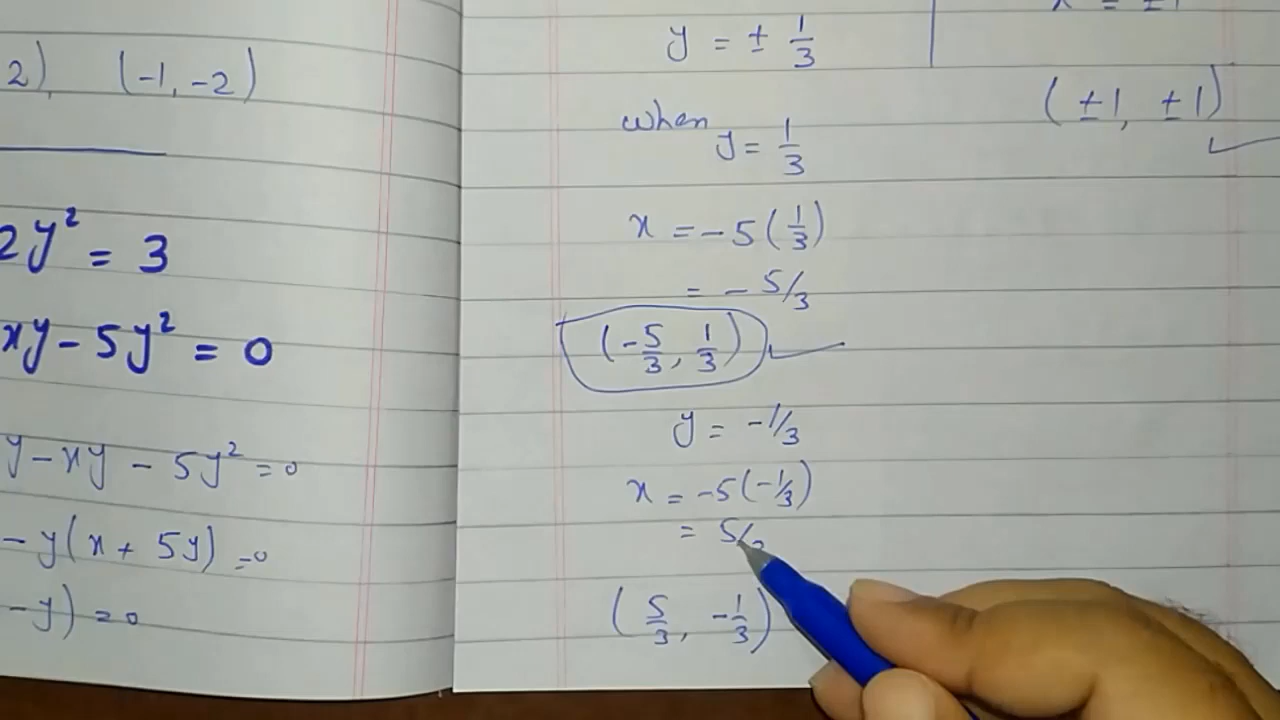 2), (-1, -2)
2y² = 3
xy - 5y² = 0
y - xy - 5y² = 0
- y(x + 5y) = 0
- y) = 0
y = ± 1/3
when
y = 1/3
x = -5(1/3)
= - 5/3
(-5/3, 1/3)
y = -1/3
x = -5(-1/3)
= 5/
(5/3, -1/3)
(±1, ±1)